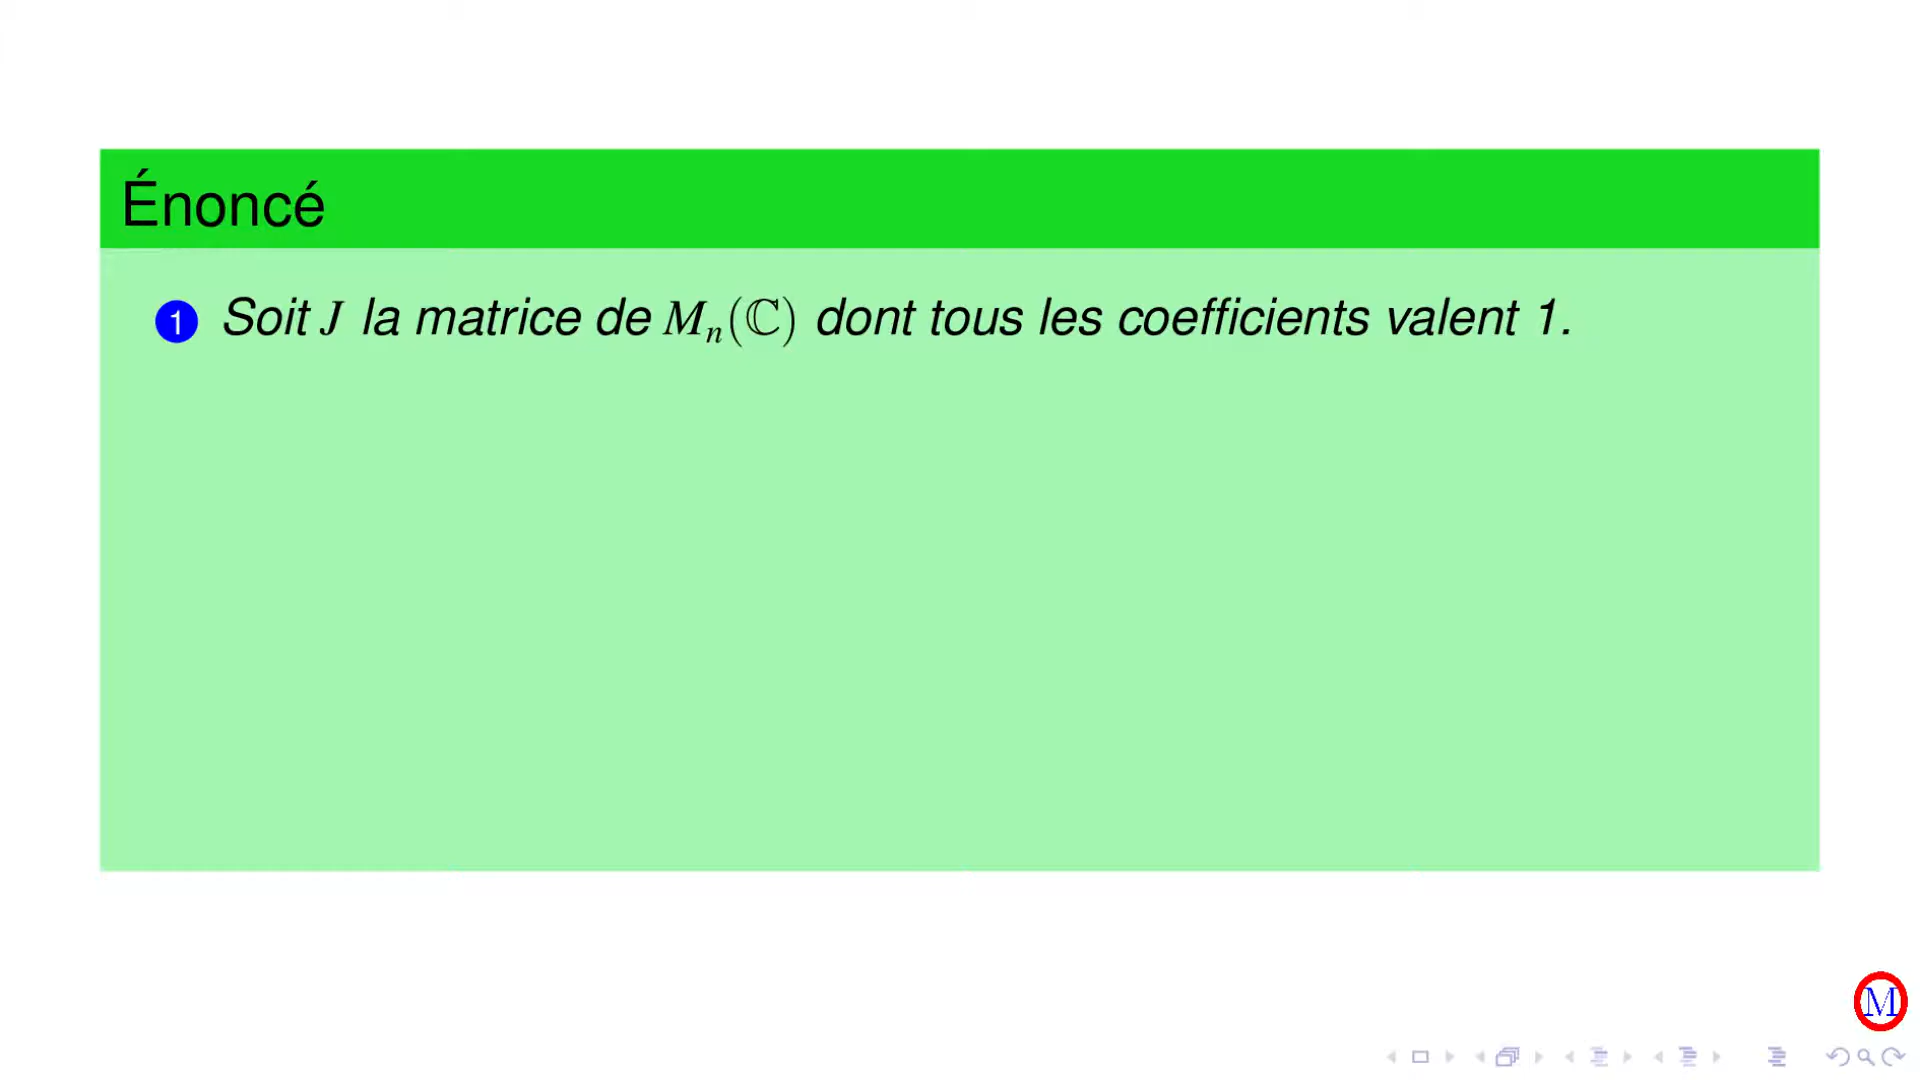 Énoncé
1 Soit J la matrice de Mn(ℂ) dont tous les coefficients valent 1.
M